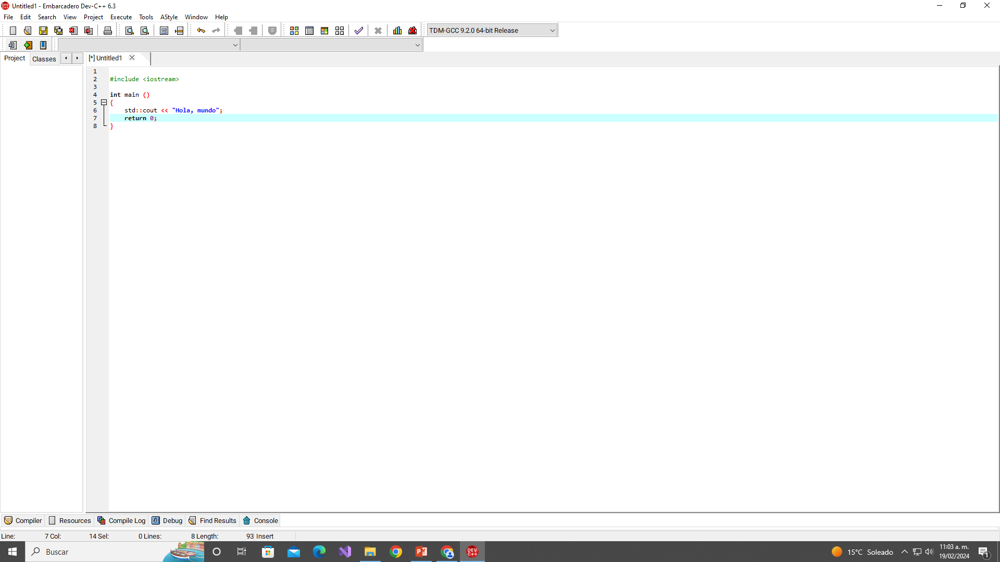 Untitled1 - Embarcadero Dev-C++ 6.3
File Edit Search View Project Execute Tools AStyle Window Help
TDM-GCC 9.2.0 64-bit Release
Project Classes [*] Untitled1
1
2 #include <iostream>
3
4 int main ()
5 {
6 std::cout << "Hola, mundo";
7 return 0;
8 }
Compiler Resources Compile Log Debug Find Results Console
Line: 7 Col: 14 Sel: 0 Lines: 8 Length: 93 Insert
Buscar
15°C Soleado
11:03 a. m.
19/02/2024
1
DEV
C++